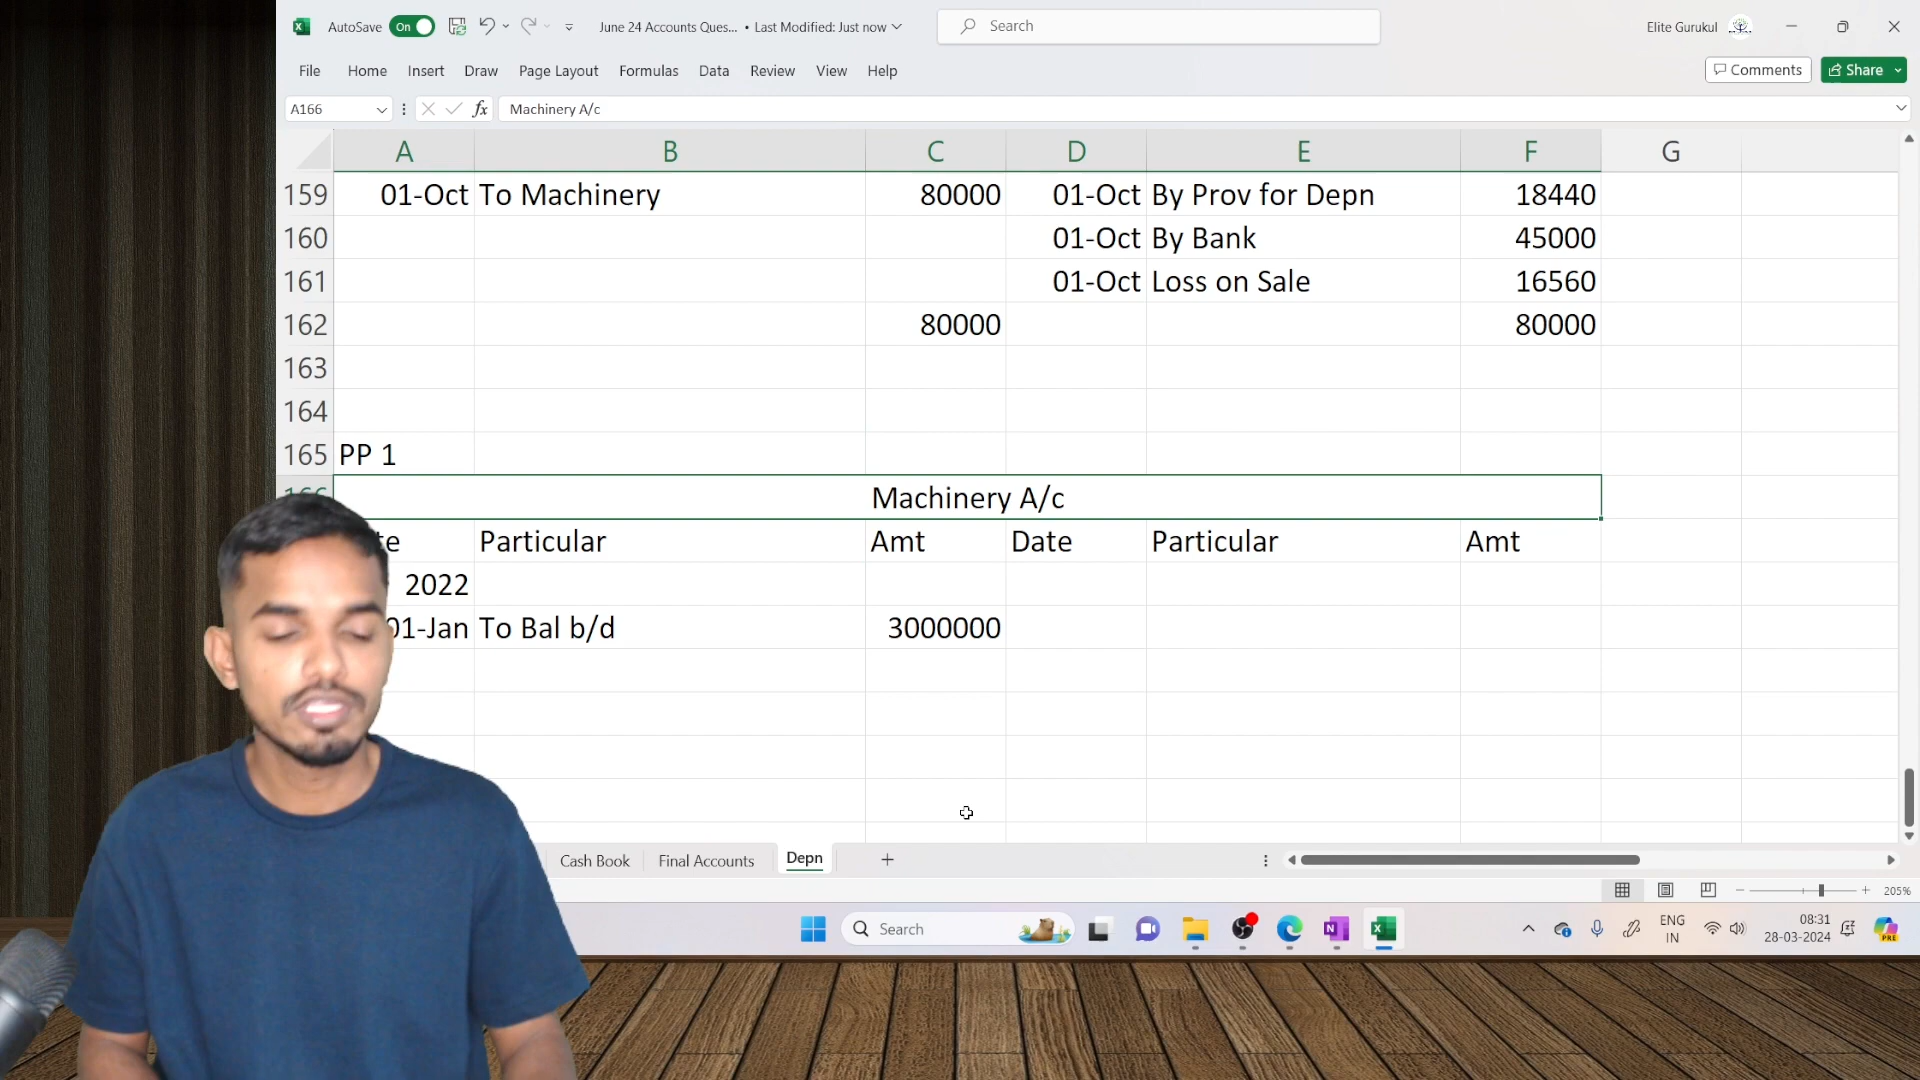 AutoSave On June 24 Accounts Ques... • Last Modified: Just now Search Elite Gurukul
File Home Insert Draw Page Layout Formulas Data Review View Help Comments Share
A166 fx Machinery A/c
A B C D E F G
159 01-Oct To Machinery 80000 01-Oct By Prov for Depn 18440
160 01-Oct By Bank 45000
161 01-Oct Loss on Sale 16560
162 80000 80000
163
164
165 PP 1
Machinery A/c
Particular Amt Date Particular Amt
2022
01-Jan To Bal b/d 3000000
Cash Book Final Accounts Depn
205%
Search ENG 08:31
IN 28-03-2024
PRE